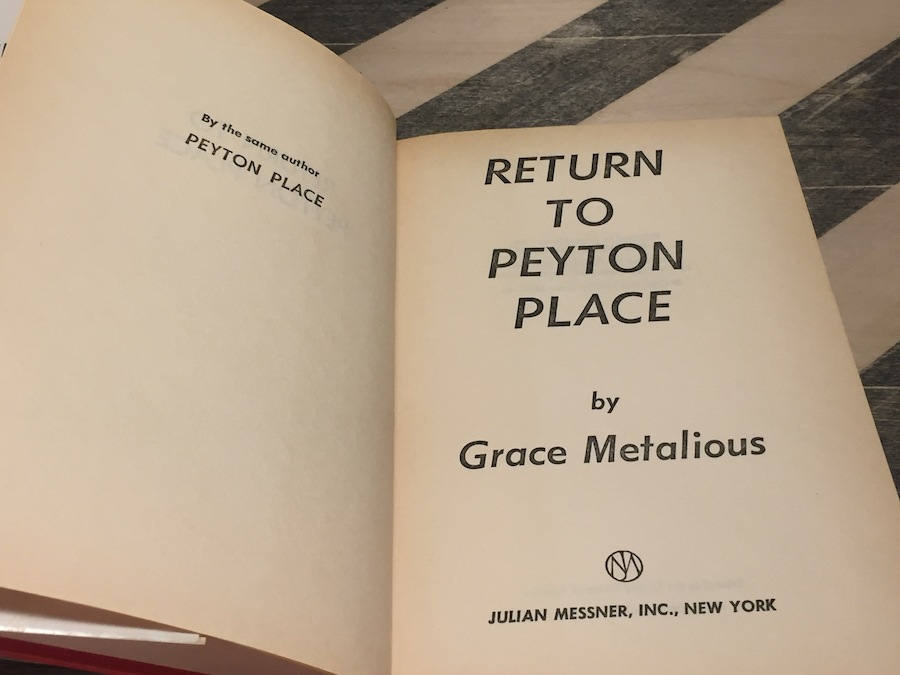 By the same author
PEYTON PLACE
RETURN
TO
PEYTON
PLACE
by
Grace Metalious
JULIAN MESSNER, INC., NEW YORK